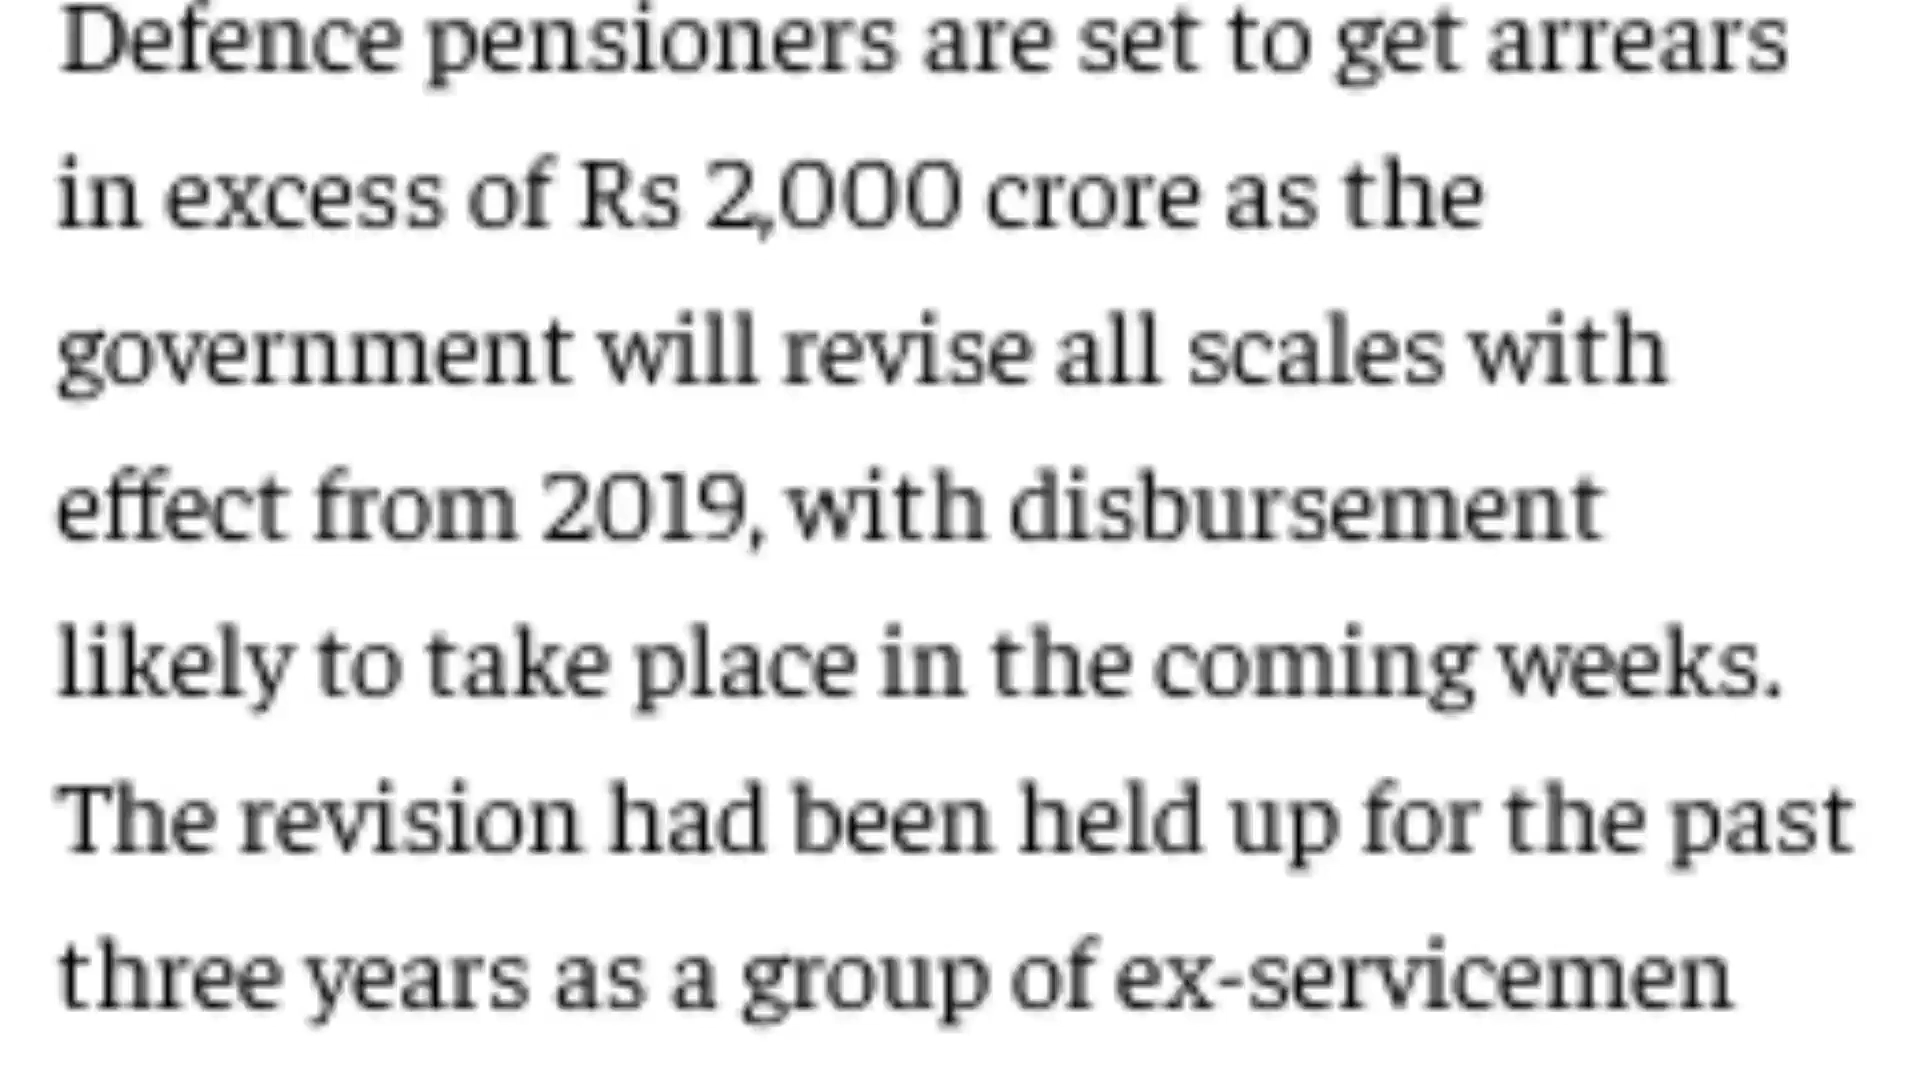 Defence pensioners are set to get arrears
in excess of Rs 2,000 crore as the
government will revise all scales with
effect from 2019, with disbursement
likely to take place in the coming weeks.
The revision had been held up for the past
three years as a group of ex-servicemen